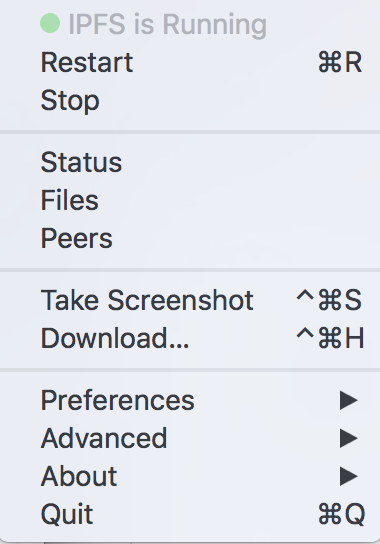 IPFS is Running
Restart ⌘R
Stop
Status
Files
Peers
Take Screenshot ^⌘S
Download... ^⌘H
Preferences ▶
Advanced ▶
About ▶
Quit ⌘Q